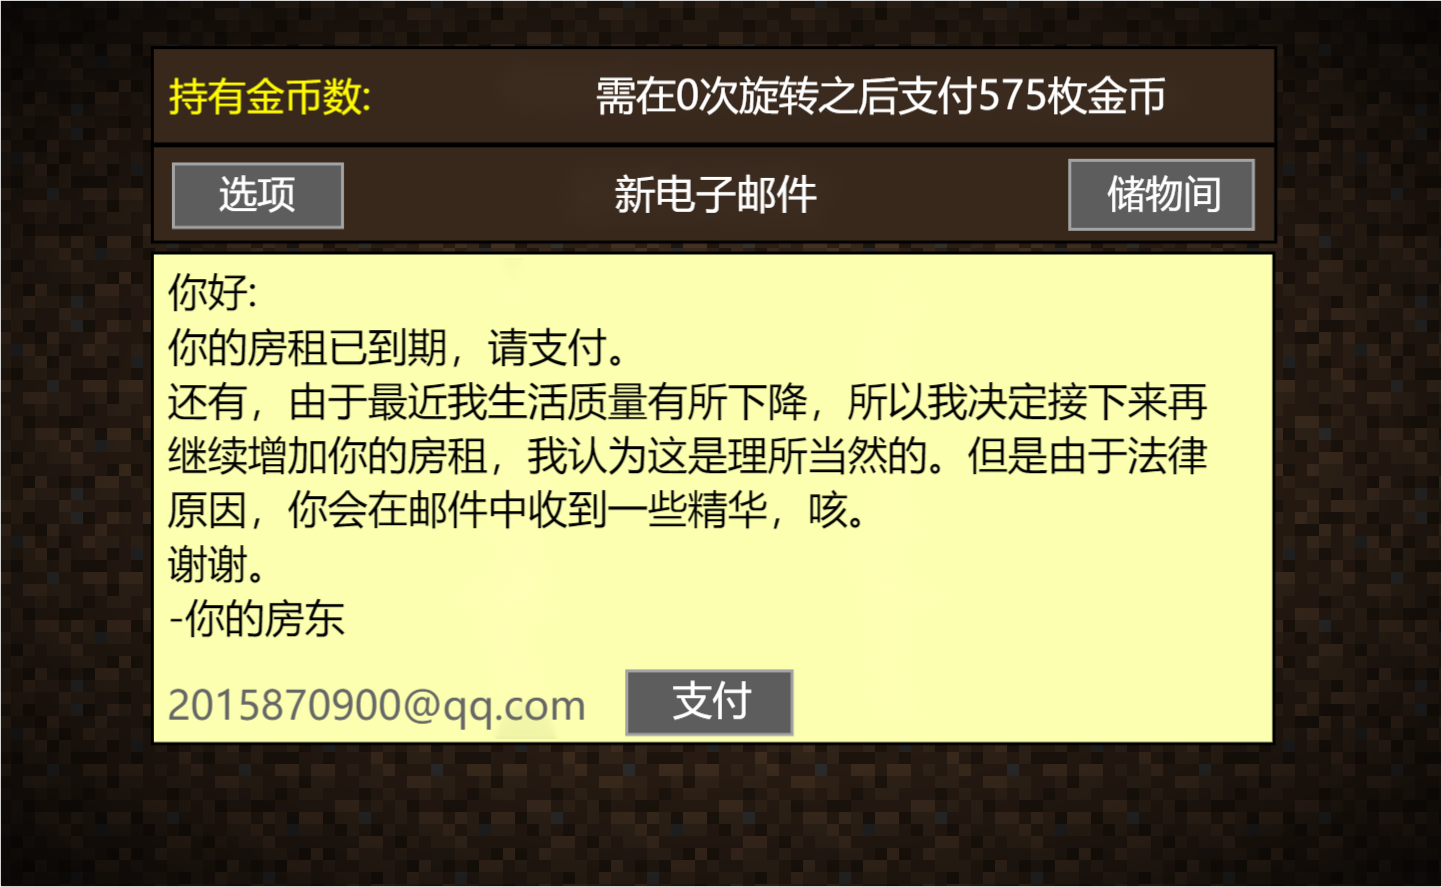 持有金币数:
需在0次旋转之后支付575枚金币
选项
新电子邮件
储物间
你好:
你的房租已到期，请支付。
还有，由于最近我生活质量有所下降，所以我决定接下来再
继续增加你的房租，我认为这是理所当然的。但是由于法律
原因，你会在邮件中收到一些精华，咳。
谢谢。
-你的房东
2015870900@qq.com
支付